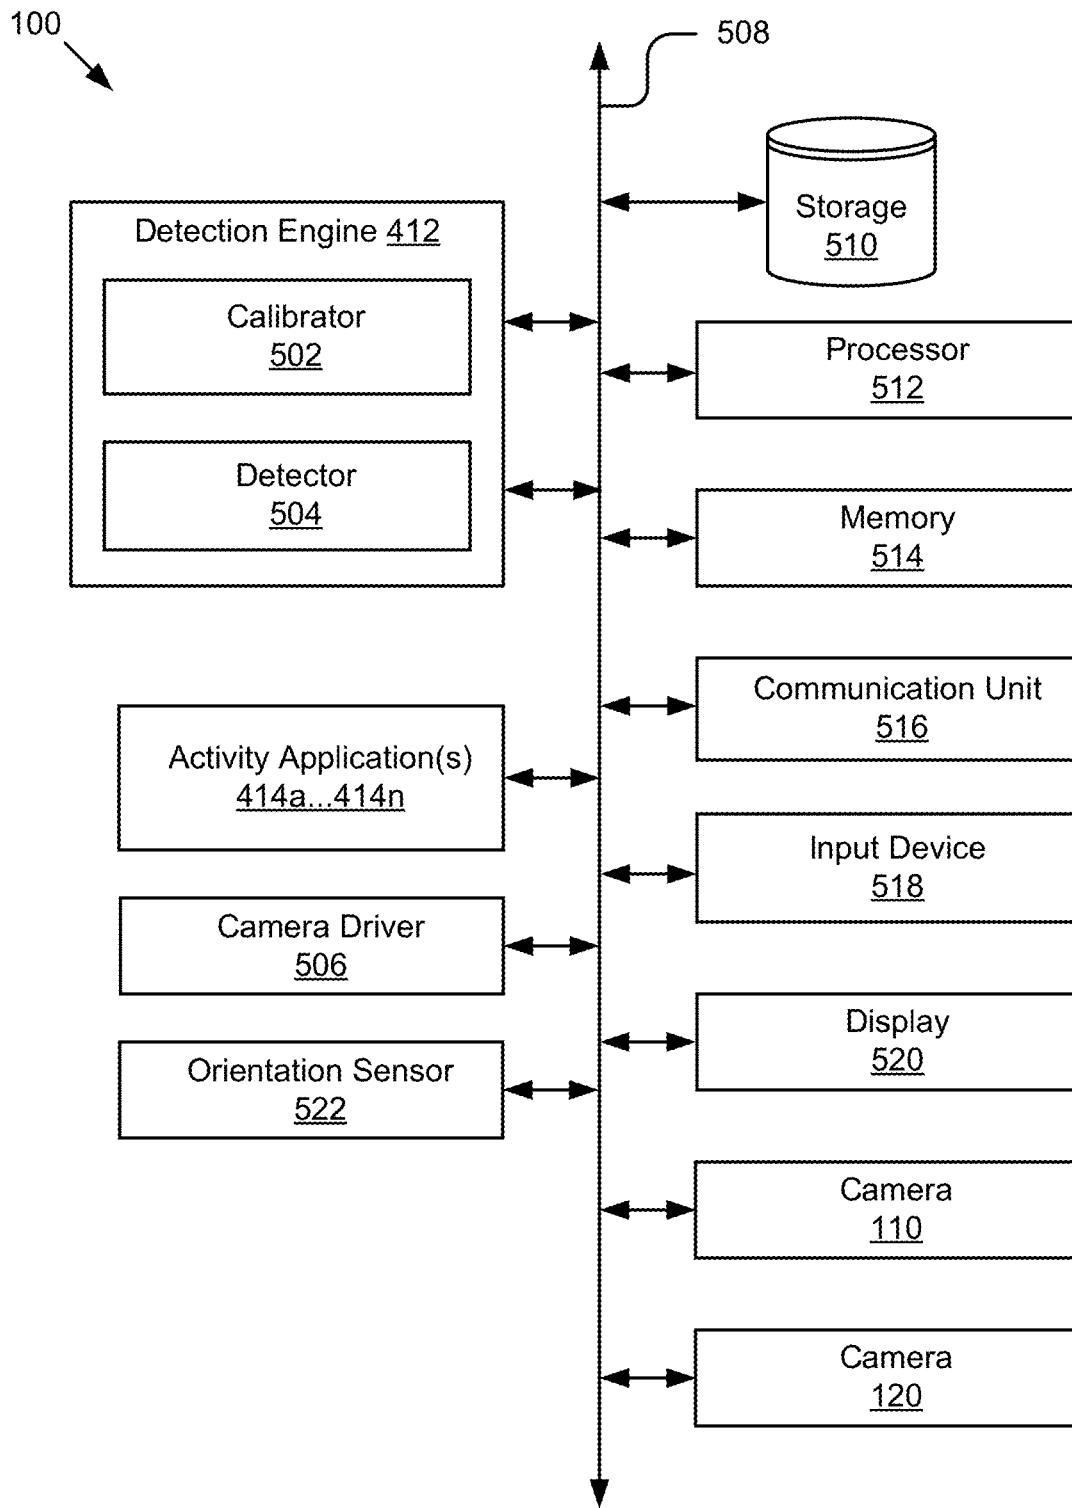 100
508
Storage
510
Detection Engine 412
Calibrator
502
Detector
504
Processor
512
Memory
514
Communication Unit
516
Activity Application(s)
414a...414n
Input Device
518
Camera Driver
506
Display
520
Orientation Sensor
522
Camera
110
Camera
120